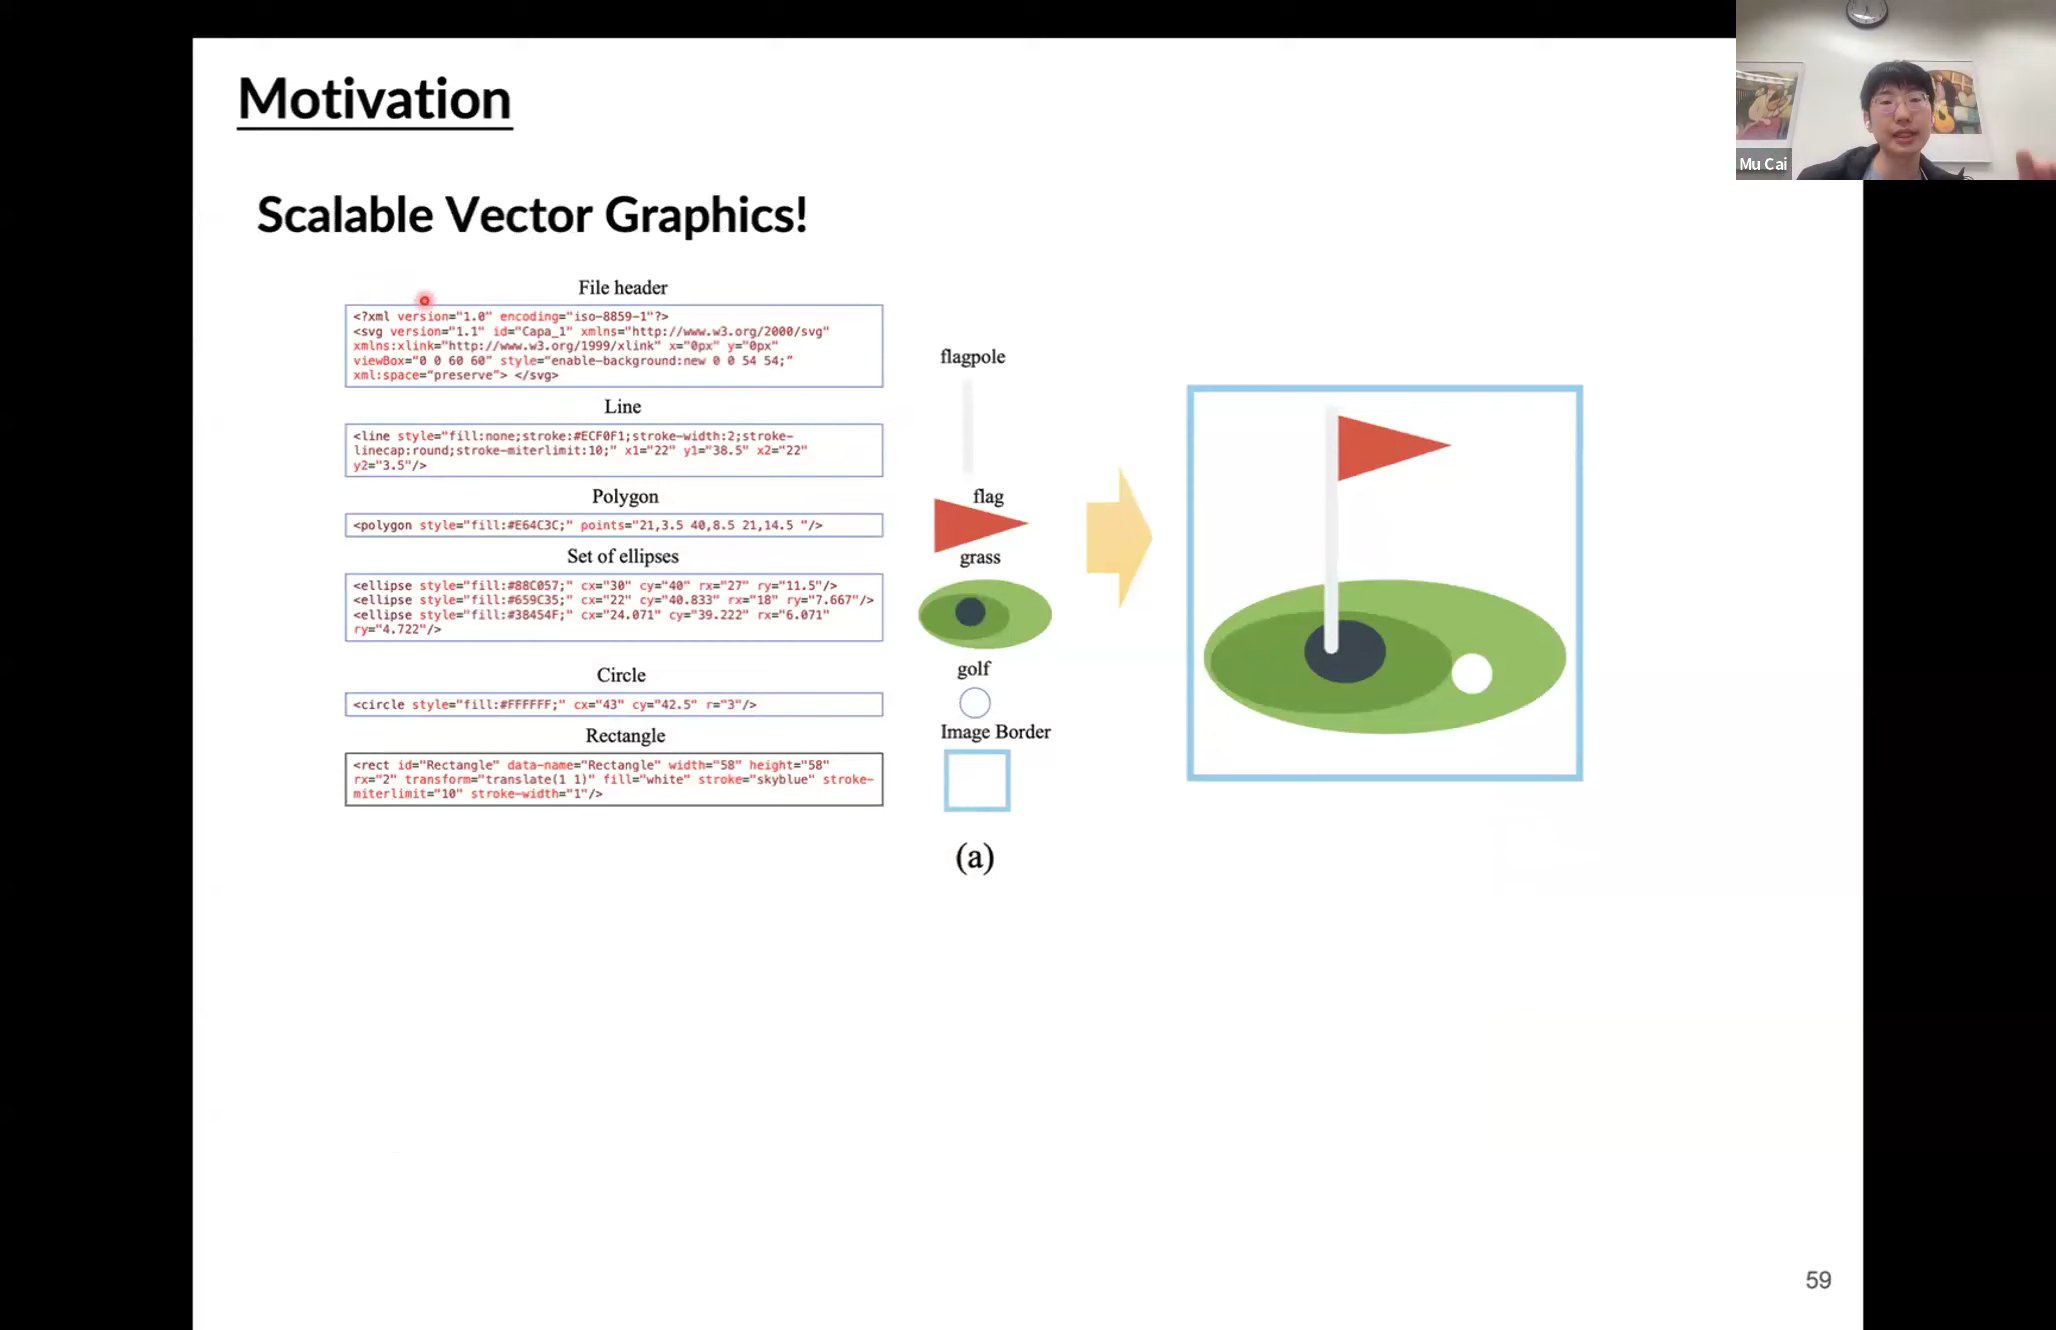 Motivation
Scalable Vector Graphics!
File header
<?xml version="1.0" encoding="iso-8859-1"?>
<svg version="1.1" id="Capa_1" xmlns="http://www.w3.org/2000/svg"
xmlns:xlink="http://www.w3.org/1999/xlink" x="0px" y="0px"
viewBox="0 0 60 60" style="enable-background:new 0 0 54 54;"
xml:space="preserve"> </svg>
Line
<line style="fill:none;stroke:#ECF0F1;stroke-width:2;stroke-
linecap:round;stroke-miterlimit:10;" x1="22" y1="38.5" x2="22"
y2="3.5"/>
Polygon
<polygon style="fill:#E64C3C;" points="21,3.5 40,8.5 21,14.5 "/>
Set of ellipses
<ellipse style="fill:#88C057;" cx="30" cy="40" rx="27" ry="11.5"/>
<ellipse style="fill:#659C35;" cx="22" cy="40.833" rx="18" ry="7.667"/>
<ellipse style="fill:#38454F;" cx="24.071" cy="39.222" rx="6.071"
ry="4.722"/>
Circle
<circle style="fill:#FFFFFF;" cx="43" cy="42.5" r="3"/>
Rectangle
<rect id="Rectangle" data-name="Rectangle" width="58" height="58"
rx="2" transform="translate(1 1)" fill="white" stroke="skyblue" stroke-
miterlimit="10" stroke-width="1"/>
flagpole
flag
grass
golf
Image Border
(a)
Mu Cai
59